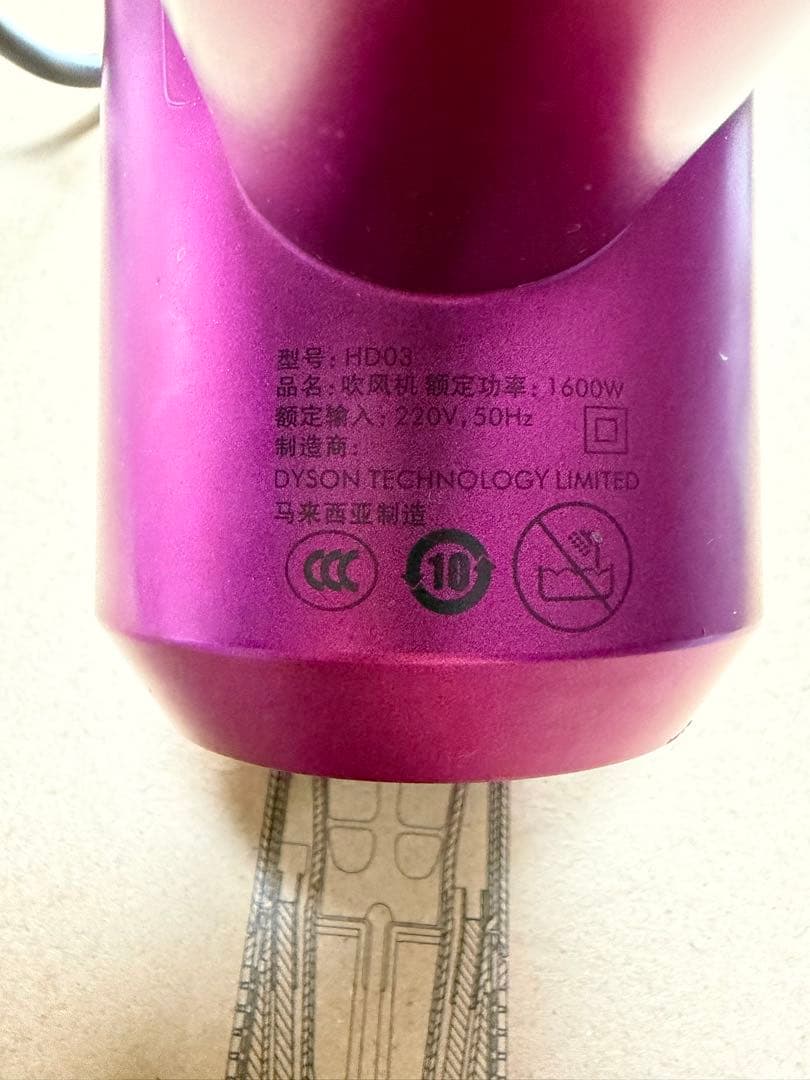 型号: HD03
品名: 吹风机 额定功率: 1600W
额定输入: 220V, 50Hz
制造商:
DYSON TECHNOLOGY LIMITED
马来西亚制造
CCC 10